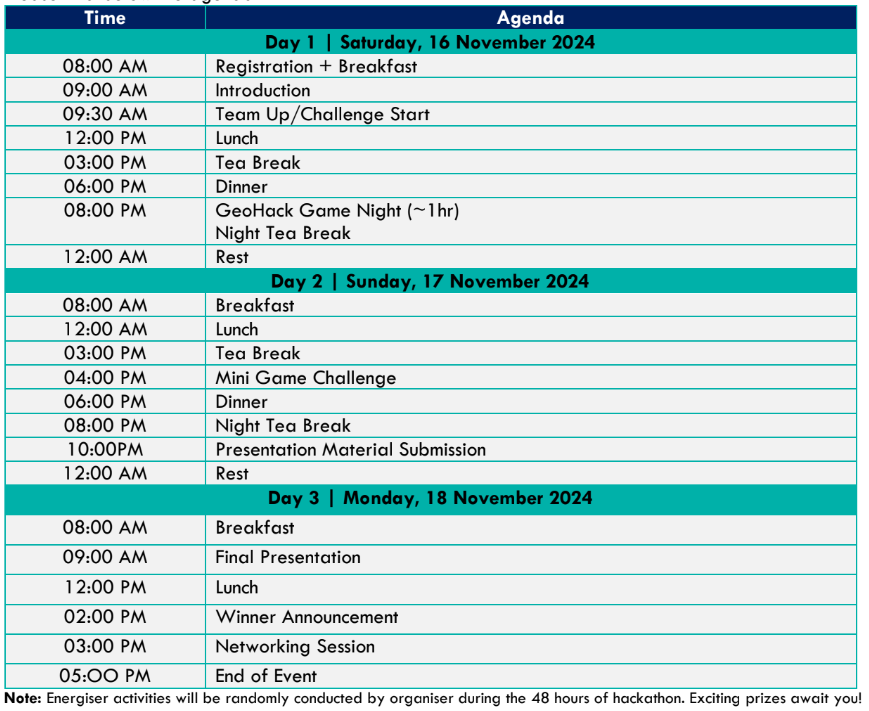 Time Agenda
Day 1 | Saturday, 16 November 2024
08:00 AM Registration + Breakfast
09:00 AM Introduction
09:30 AM Team Up/Challenge Start
12:00 PM Lunch
03:00 PM Tea Break
06:00 PM Dinner
08:00 PM GeoHack Game Night (~1hr)
Night Tea Break
12:00 AM Rest
Day 2 | Sunday, 17 November 2024
08:00 AM Breakfast
12:00 AM Lunch
03:00 PM Tea Break
04:00 PM Mini Game Challenge
06:00 PM Dinner
08:00 PM Night Tea Break
10:00PM Presentation Material Submission
12:00 AM Rest
Day 3 | Monday, 18 November 2024
08:00 AM Breakfast
09:00 AM Final Presentation
12:00 PM Lunch
02:00 PM Winner Announcement
03:00 PM Networking Session
05:OO PM End of Event
Note: Energiser activities will be randomly conducted by organiser during the 48 hours of hackathon. Exciting prizes await you!